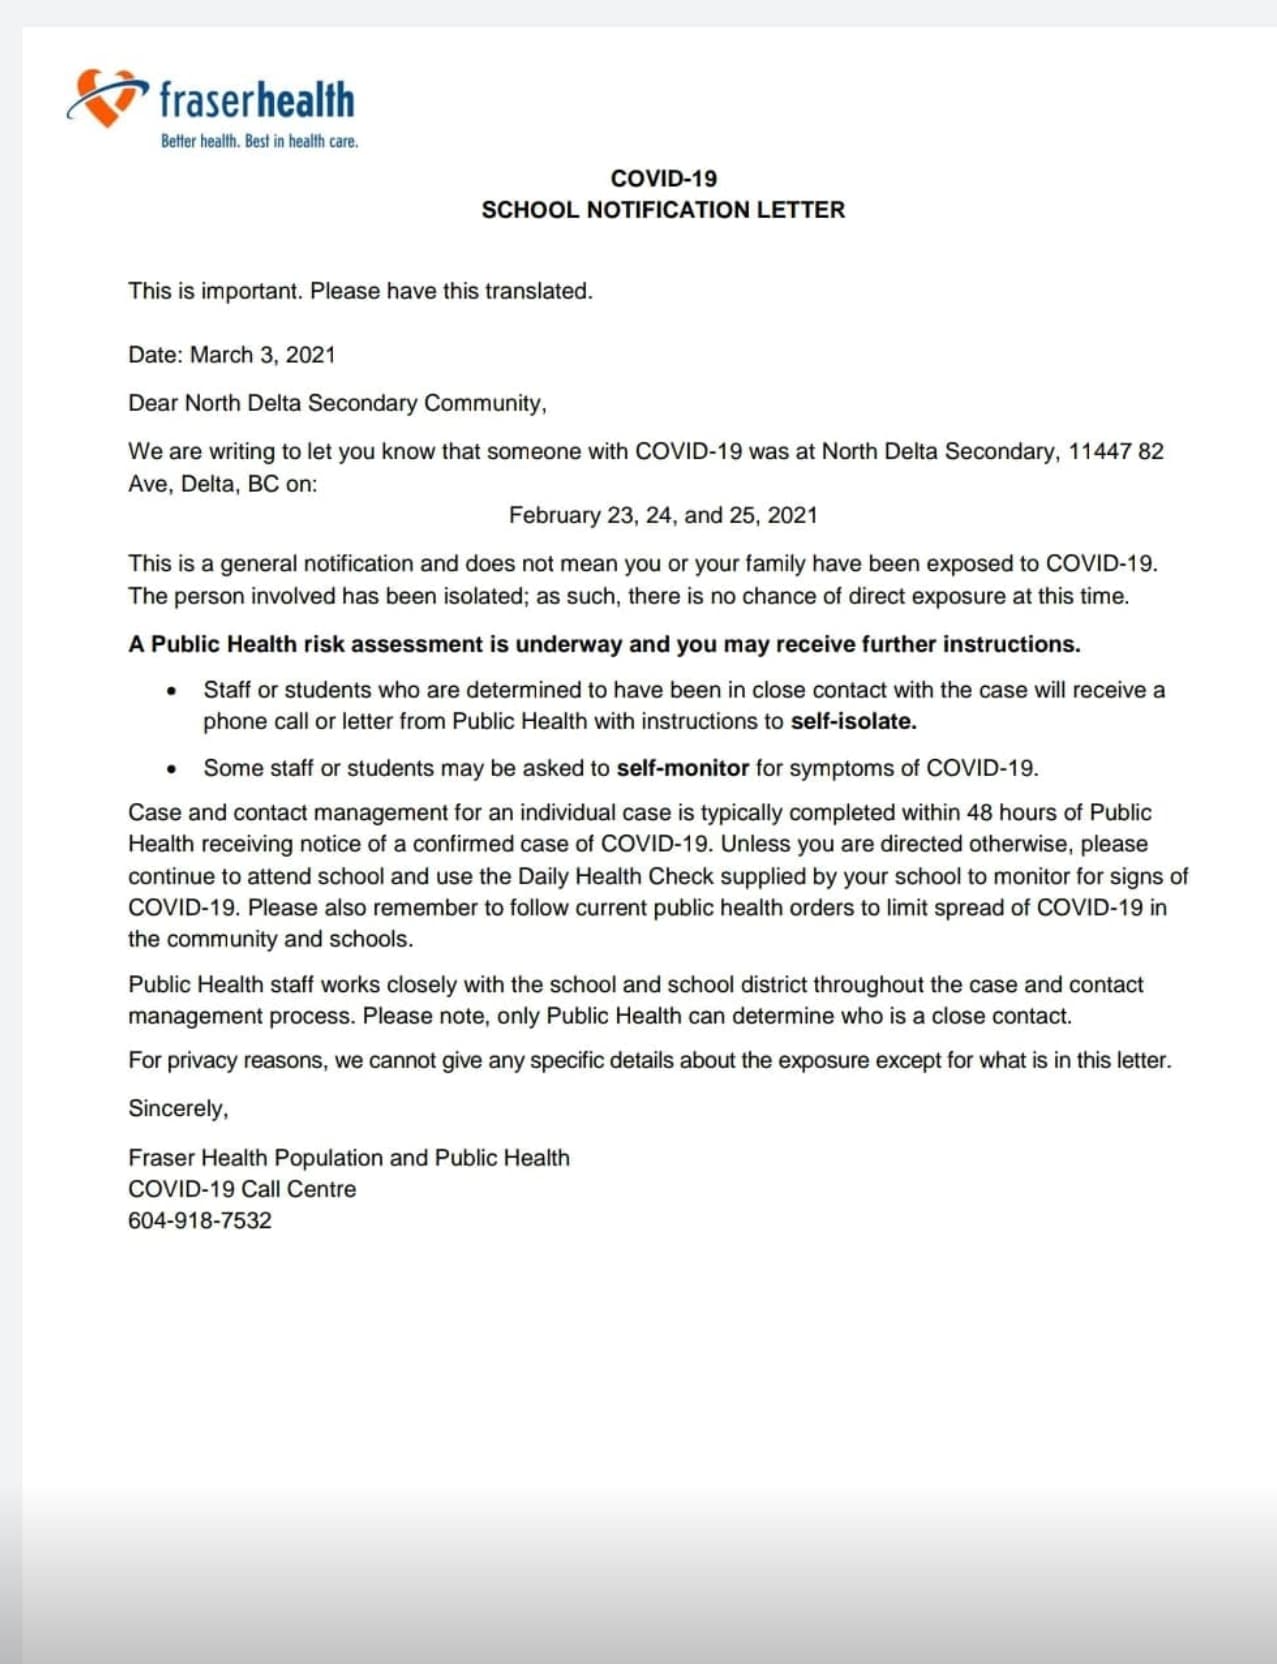 fraserhealth
Better health. Best in health care.
COVID-19
SCHOOL NOTIFICATION LETTER
This is important. Please have this translated.
Date: March 3, 2021
Dear North Delta Secondary Community,
We are writing to let you know that someone with COVID-19 was at North Delta Secondary, 11447 82
Ave, Delta, BC on:
February 23, 24, and 25, 2021
This is a general notification and does not mean you or your family have been exposed to COVID-19.
The person involved has been isolated; as such, there is no chance of direct exposure at this time.
A Public Health risk assessment is underway and you may receive further instructions.
• Staff or students who are determined to have been in close contact with the case will receive a
phone call or letter from Public Health with instructions to self-isolate.
• Some staff or students may be asked to self-monitor for symptoms of COVID-19.
Case and contact management for an individual case is typically completed within 48 hours of Public
Health receiving notice of a confirmed case of COVID-19. Unless you are directed otherwise, please
continue to attend school and use the Daily Health Check supplied by your school to monitor for signs of
COVID-19. Please also remember to follow current public health orders to limit spread of COVID-19 in
the community and schools.
Public Health staff works closely with the school and school district throughout the case and contact
management process. Please note, only Public Health can determine who is a close contact.
For privacy reasons, we cannot give any specific details about the exposure except for what is in this letter.
Sincerely,
Fraser Health Population and Public Health
COVID-19 Call Centre
604-918-7532